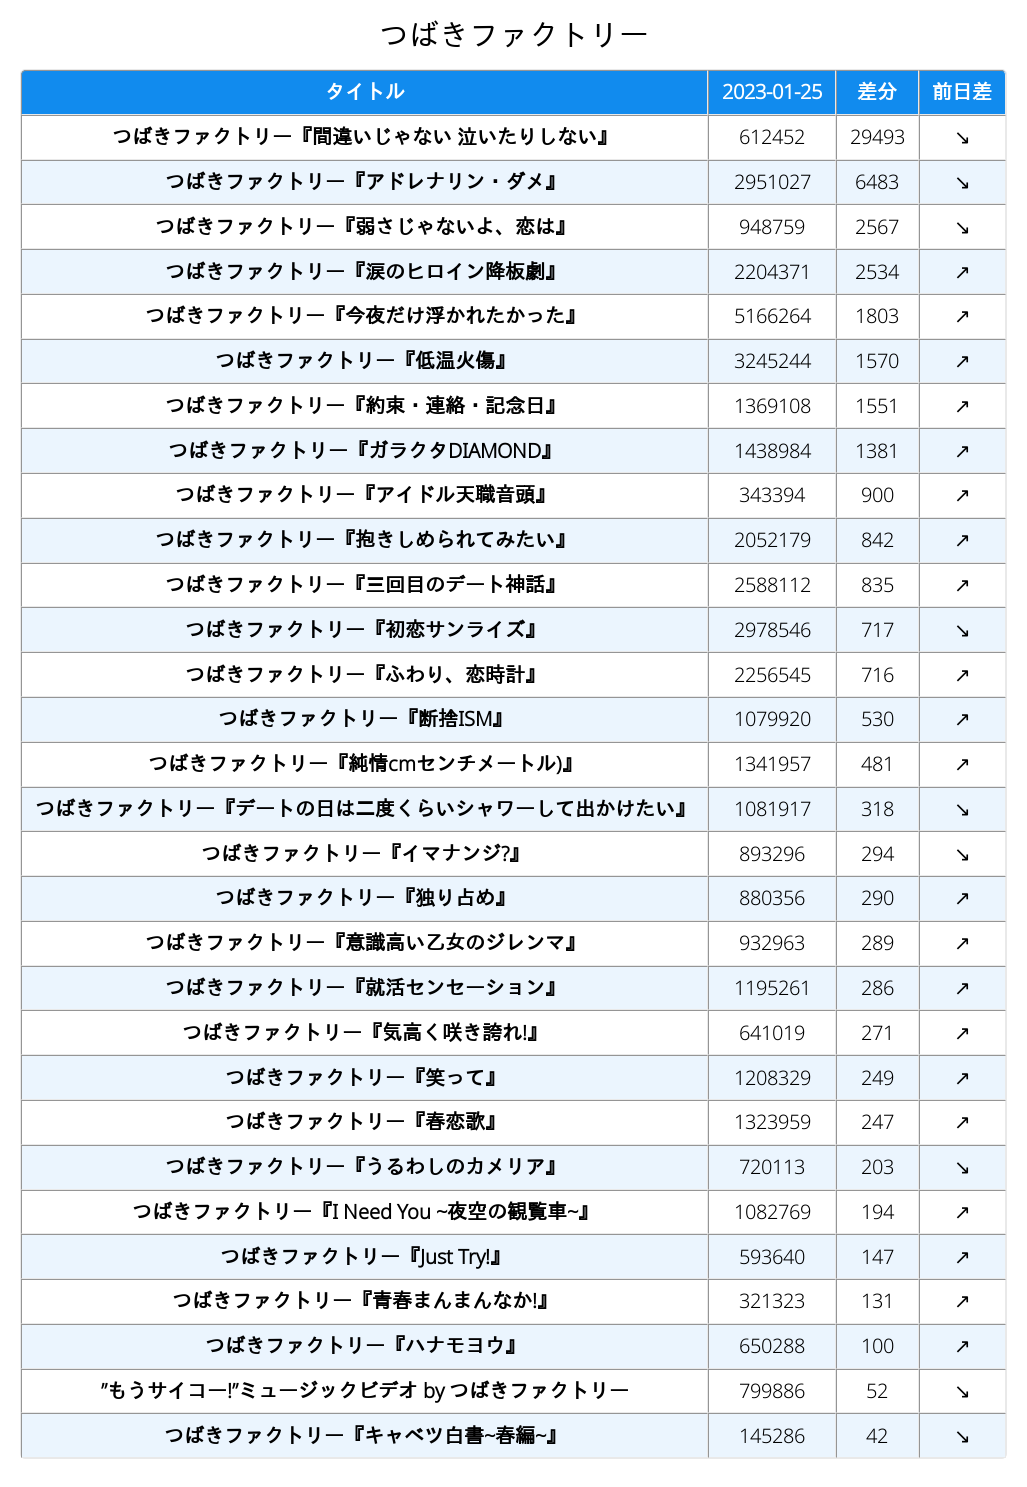 つばきファクトリー
タイトル 2023-01-25 差分 前日差
つばきファクトリー『間違いじゃない 泣いたりしない』 612452 29493 ↘
つばきファクトリー『アドレナリン・ダメ』 2951027 6483 ↘
つばきファクトリー『弱さじゃないよ、恋は』 948759 2567 ↘
つばきファクトリー『涙のヒロイン降板劇』 2204371 2534 ↗
つばきファクトリー『今夜だけ浮かれたかった』 5166264 1803 ↗
つばきファクトリー『低温火傷』 3245244 1570 ↗
つばきファクトリー『約束・連絡・記念日』 1369108 1551 ↗
つばきファクトリー『ガラクタDIAMOND』 1438984 1381 ↗
つばきファクトリー『アイドル天職音頭』 343394 900 ↗
つばきファクトリー『抱きしめられてみたい』 2052179 842 ↗
つばきファクトリー『三回目のデート神話』 2588112 835 ↗
つばきファクトリー『初恋サンライズ』 2978546 717 ↘
つばきファクトリー『ふわり、恋時計』 2256545 716 ↗
つばきファクトリー『断捨ISM』 1079920 530 ↗
つばきファクトリー『純情cmセンチメートル)』 1341957 481 ↗
つばきファクトリー『デートの日は二度くらいシャワーして出かけたい』 1081917 318 ↘
つばきファクトリー『イマナンジ?』 893296 294 ↘
つばきファクトリー『独り占め』 880356 290 ↗
つばきファクトリー『意識高い乙女のジレンマ』 932963 289 ↗
つばきファクトリー『就活センセーション』 1195261 286 ↗
つばきファクトリー『気高く咲き誇れ!』 641019 271 ↗
つばきファクトリー『笑って』 1208329 249 ↗
つばきファクトリー『春恋歌』 1323959 247 ↗
つばきファクトリー『うるわしのカメリア』 720113 203 ↘
つばきファクトリー『I Need You ~夜空の観覧車~』 1082769 194 ↗
つばきファクトリー『Just Try!』 593640 147 ↗
つばきファクトリー『青春まんまんなか!』 321323 131 ↗
つばきファクトリー『ハナモヨウ』 650288 100 ↗
”もうサイコー!”ミュージックビデオ by つばきファクトリー 799886 52 ↘
つばきファクトリー『キャベツ白書~春編~』 145286 42 ↘